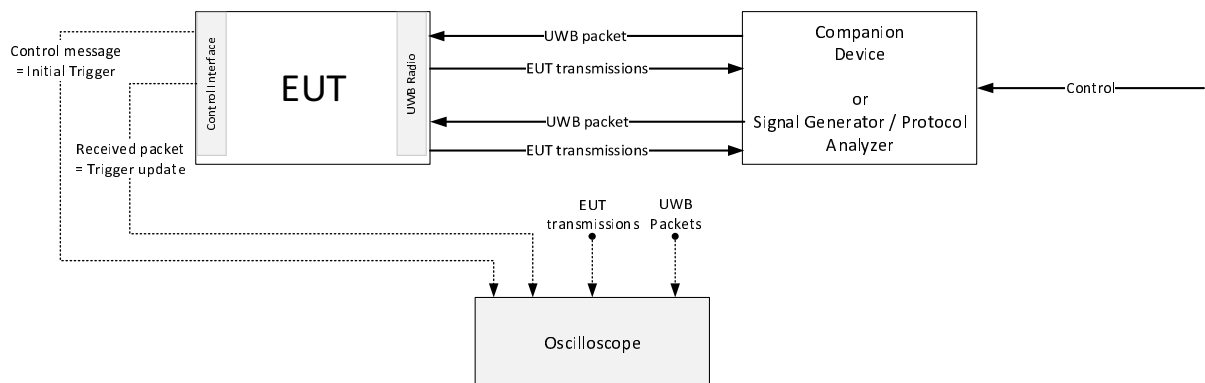 Control message
= Initial Trigger
Control Interface
EUT
UWB Radio
UWB packet
EUT transmissions
UWB packet
EUT transmissions
Companion
Device
or
Signal Generator / Protocol
Analyzer
Control
Received packet
= Trigger update
EUT
transmissions
UWB
Packets
Oscilloscope